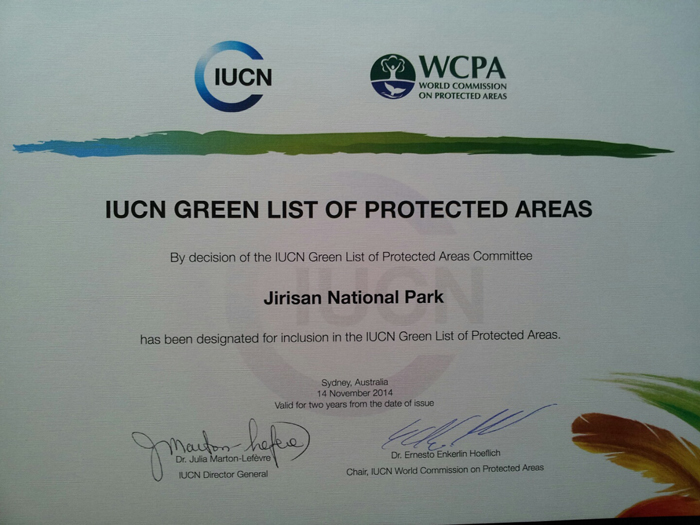 IUCN
WCPA
WORLD COMMISSION
ON PROTECTED AREAS
IUCN GREEN LIST OF PROTECTED AREAS
By decision of the IUCN Green List of Protected Areas Committee
IUCN
Jirisan National Park
has been designated for inclusion in the IUCN Green List of Protected Areas.
Sydney, Australia
14 November 2014
Valid for two years from the date of issue
J Marton-Lefèvre
Dr. Julia Marton-Lefèvre
IUCN Director General
Dr. Ernesto Enkerlin Hoeflich
Chair, IUCN World Commission on Protected Areas